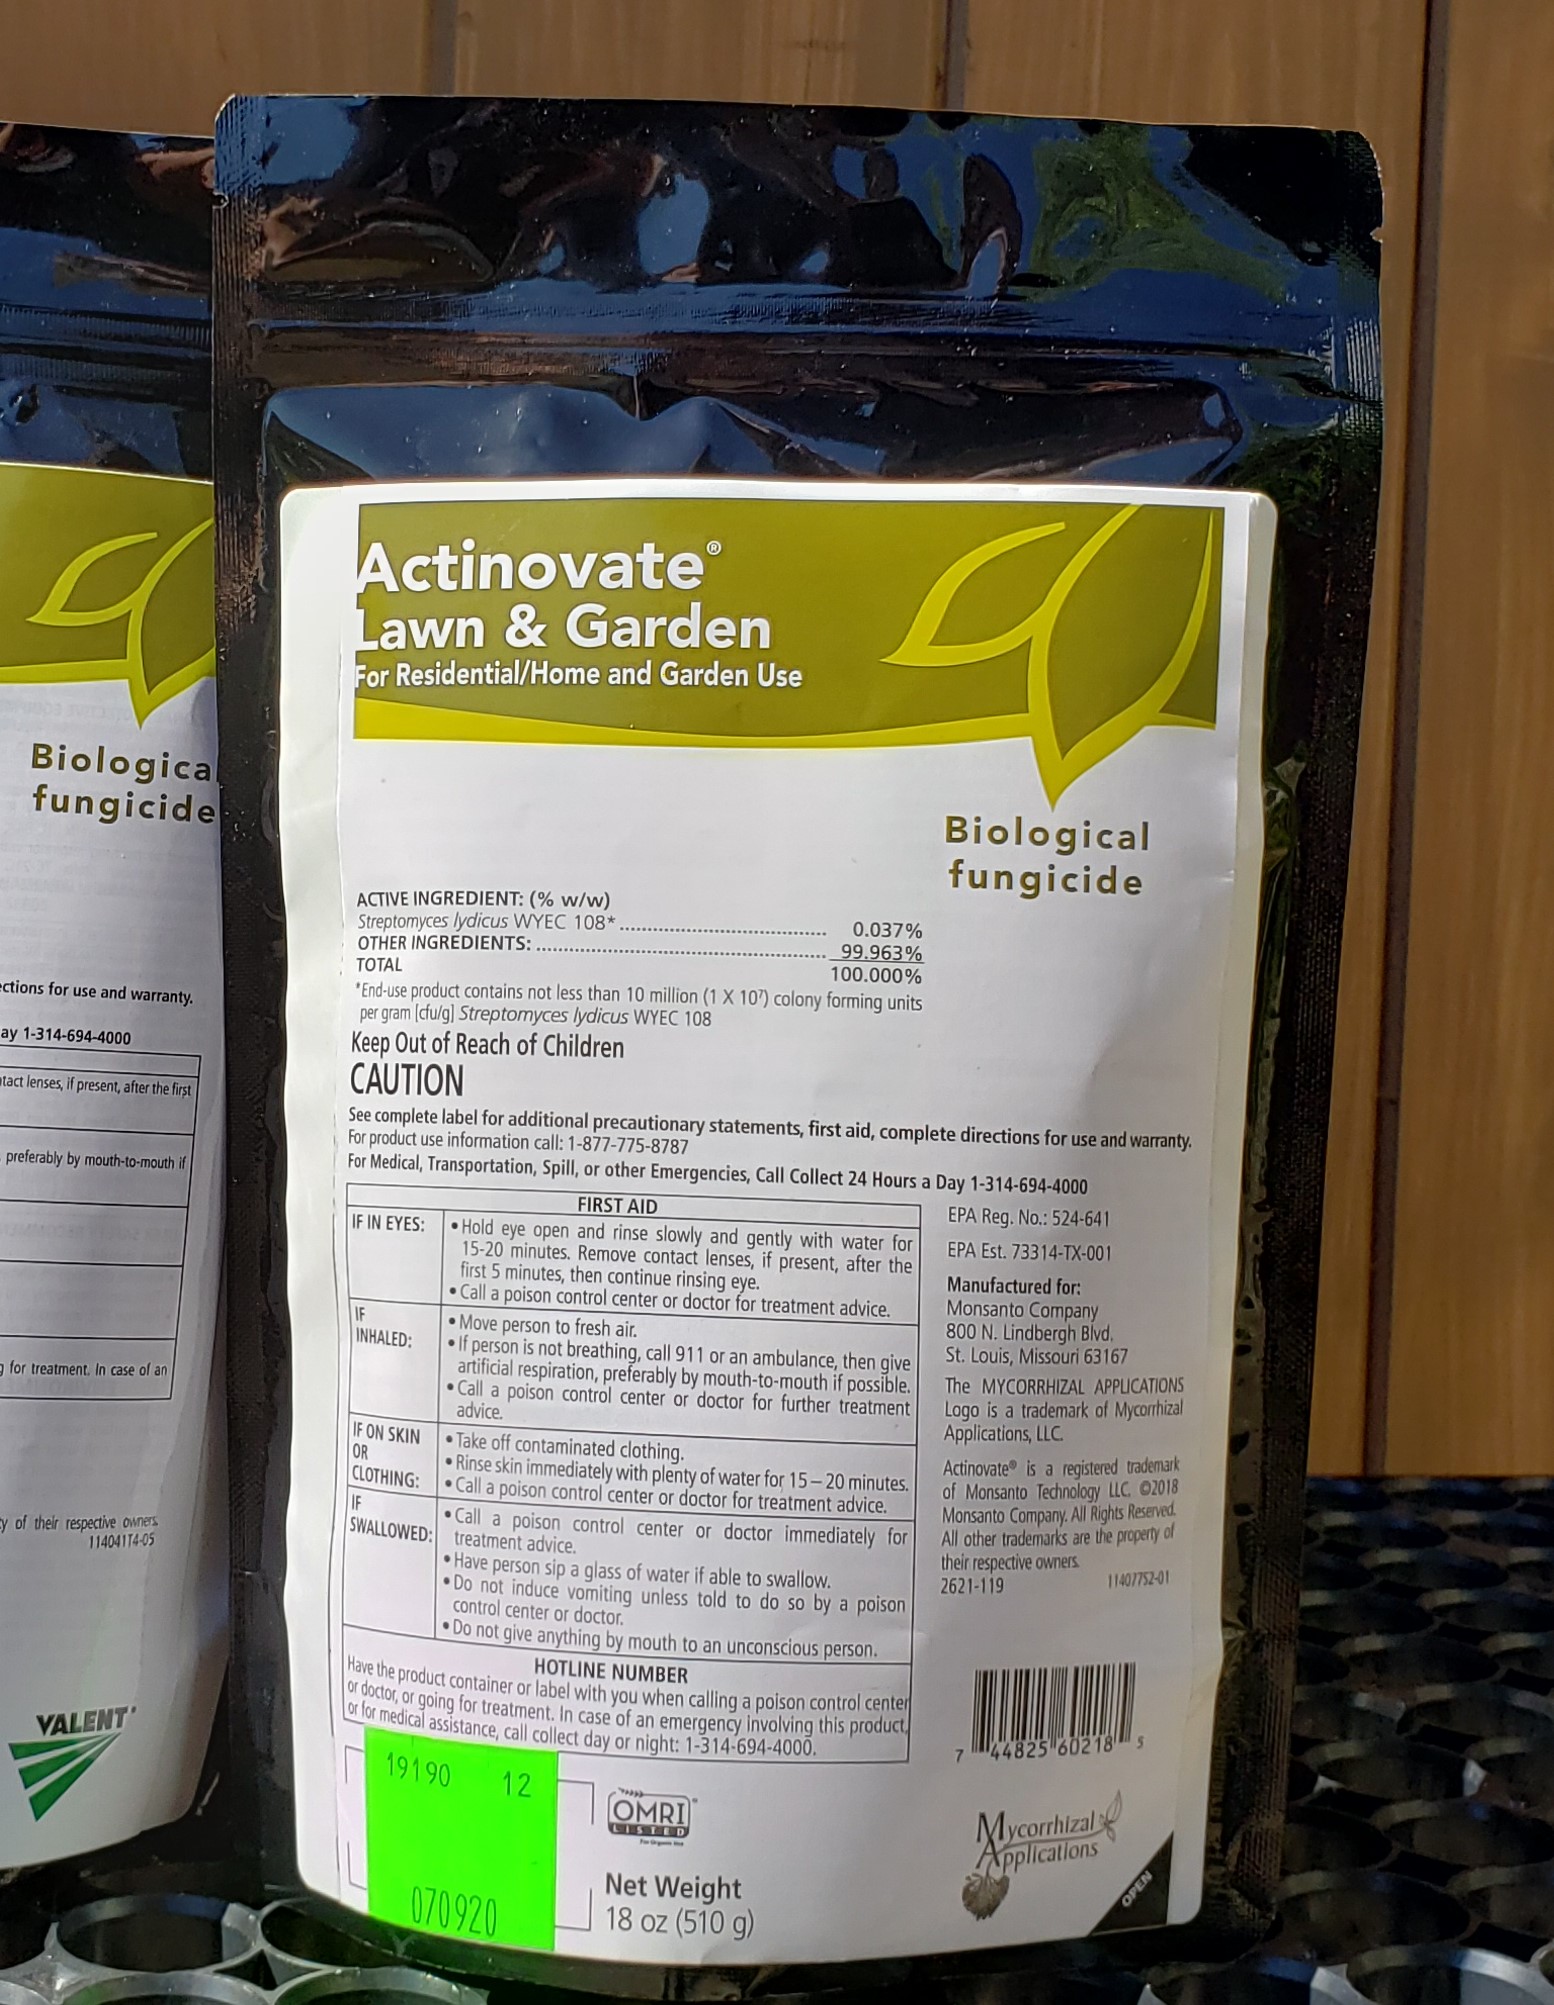 Biologica
fungicide
ections for use and warranty.
ay 1-314-694-4000
tact lenses, if present, after the first
preferably by mouth-to-mouth if
g for treatment. In case of an
y of their respective owners.
11404114-05
VALENT
Actinovate®
Lawn & Garden
For Residential/Home and Garden Use
Biological
fungicide
ACTIVE INGREDIENT: (% w/w)
Streptomyces lydicus WYEC 108* ........ 0.037%
OTHER INGREDIENTS: ........ 99.963%
TOTAL 100.000%
*End-use product contains not less than 10 million (1 X 10⁷) colony forming units
per gram [cfu/g] Streptomyces lydicus WYEC 108
Keep Out of Reach of Children
CAUTION
See complete label for additional precautionary statements, first aid, complete directions for use and warranty.
For product use information call: 1-877-775-8787
For Medical, Transportation, Spill, or other Emergencies, Call Collect 24 Hours a Day 1-314-694-4000
FIRST AID
IF IN EYES:
• Hold eye open and rinse slowly and gently with water for
15-20 minutes. Remove contact lenses, if present, after the
first 5 minutes, then continue rinsing eye.
• Call a poison control center or doctor for treatment advice.
IF
INHALED:
• Move person to fresh air.
• If person is not breathing, call 911 or an ambulance, then give
artificial respiration, preferably by mouth-to-mouth if possible.
• Call a poison control center or doctor for further treatment
advice.
IF ON SKIN
OR
CLOTHING:
• Take off contaminated clothing.
• Rinse skin immediately with plenty of water for 15 – 20 minutes.
• Call a poison control center or doctor for treatment advice.
IF
SWALLOWED:
• Call a poison control center or doctor immediately for
treatment advice.
• Have person sip a glass of water if able to swallow.
• Do not induce vomiting unless told to do so by a poison
control center or doctor.
• Do not give anything by mouth to an unconscious person.
HOTLINE NUMBER
Have the product container or label with you when calling a poison control center
or doctor, or going for treatment. In case of an emergency involving this product,
or for medical assistance, call collect day or night: 1-314-694-4000.
EPA Reg. No.: 524-641
EPA Est. 73314-TX-001
Manufactured for:
Monsanto Company
800 N. Lindbergh Blvd.
St. Louis, Missouri 63167
The MYCORRHIZAL APPLICATIONS
Logo is a trademark of Mycorrhizal
Applications, LLC.
Actinovate® is a registered trademark
of Monsanto Technology LLC. ©2018
Monsanto Company. All Rights Reserved.
All other trademarks are the property of
their respective owners.
2621-119 11407752-01
7 44825 60218 5
19190 12
070920
OMRI™
LISTED
For Organic Use
Net Weight
18 oz (510 g)
Mycorrhizal
Applications
OPEN